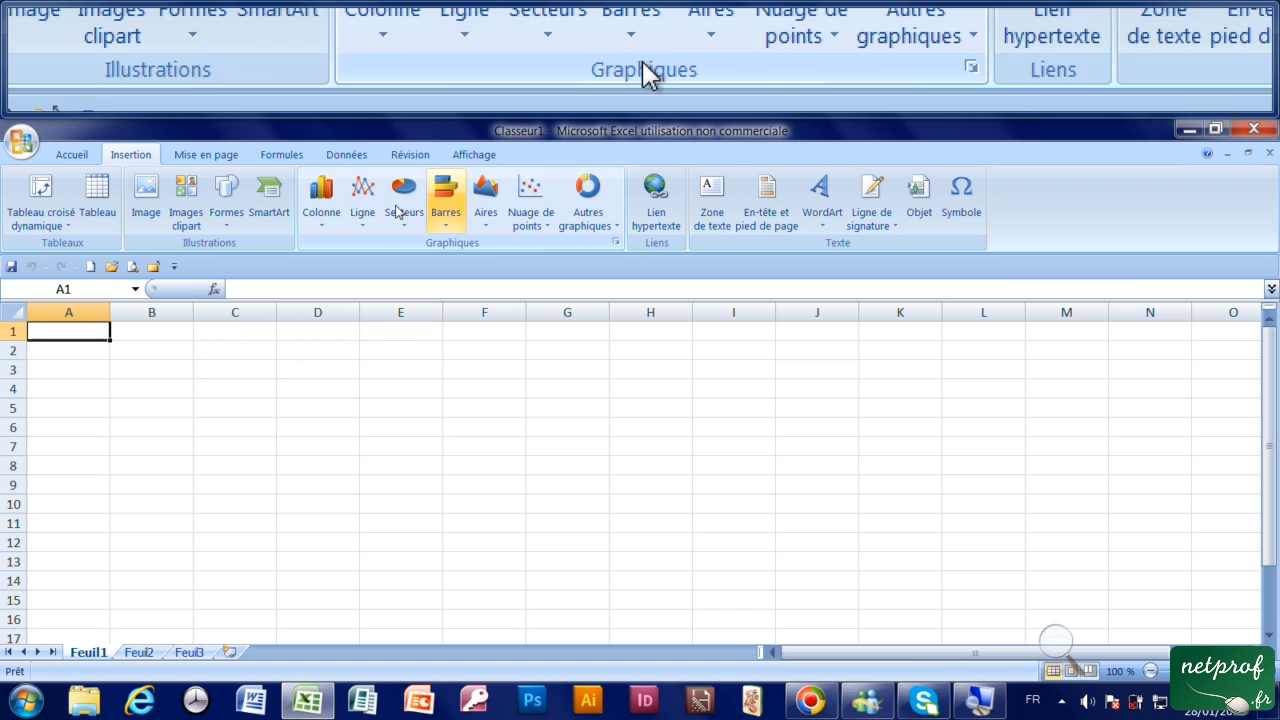 Image Images Formes SmartArt Colonne Ligne Secteurs Barres Aires Nuage de Autres Lien Zone En-tê
clipart points graphiques hypertexte de texte pied d
Illustrations Graphiques Liens
Classeur1 - Microsoft Excel utilisation non commerciale
Accueil Insertion Mise en page Formules Données Révision Affichage
Tableau croisé Tableau Image Images Formes SmartArt Colonne Ligne Secteurs Barres Aires Nuage de Autres Lien Zone En-tête et WordArt Ligne de Objet Symbole
dynamique clipart points graphiques hypertexte de texte pied de page signature
Tableaux Illustrations Graphiques Liens Texte
A1 fx
A B C D E F G H I J K L M N O
1
2
3
4
5
6
7
8
9
10
11
12
13
14
15
16
17
Feuil1 Feuil2 Feuil3
Prêt 100 %
Ps Ai Id FR
netprof
.fr